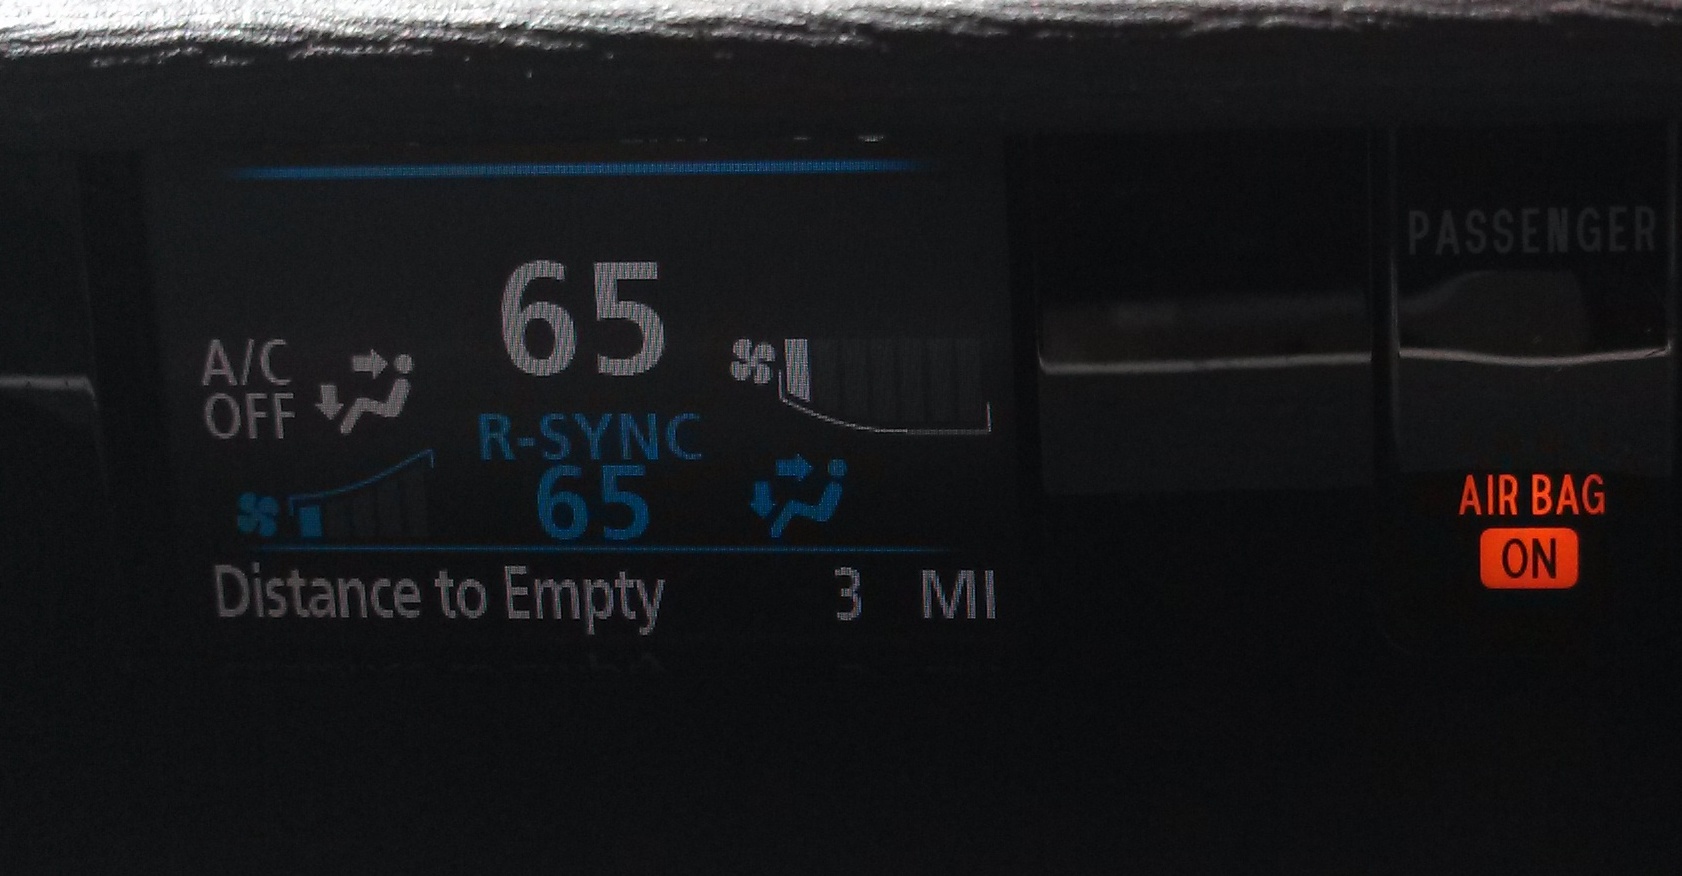 65
A/C
OFF
R-SYNC
65
Distance to Empty 3 MI
PASSENGER
AIR BAG
ON